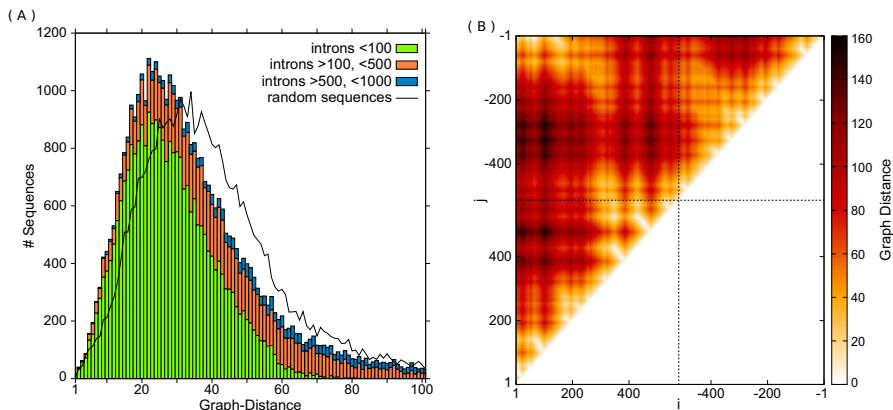 ( A )
1200
1000
800
600
400
200
0
# Sequences
introns <100
introns >100, <500
introns >500, <1000
random sequences
1 20 40 60 80 100
Graph-Distance
( B )
-1
-200
-400
400
200
1
j
1 200 400 -400 -200 -1
i
160
140
120
100
80
60
40
20
0
Graph Distance